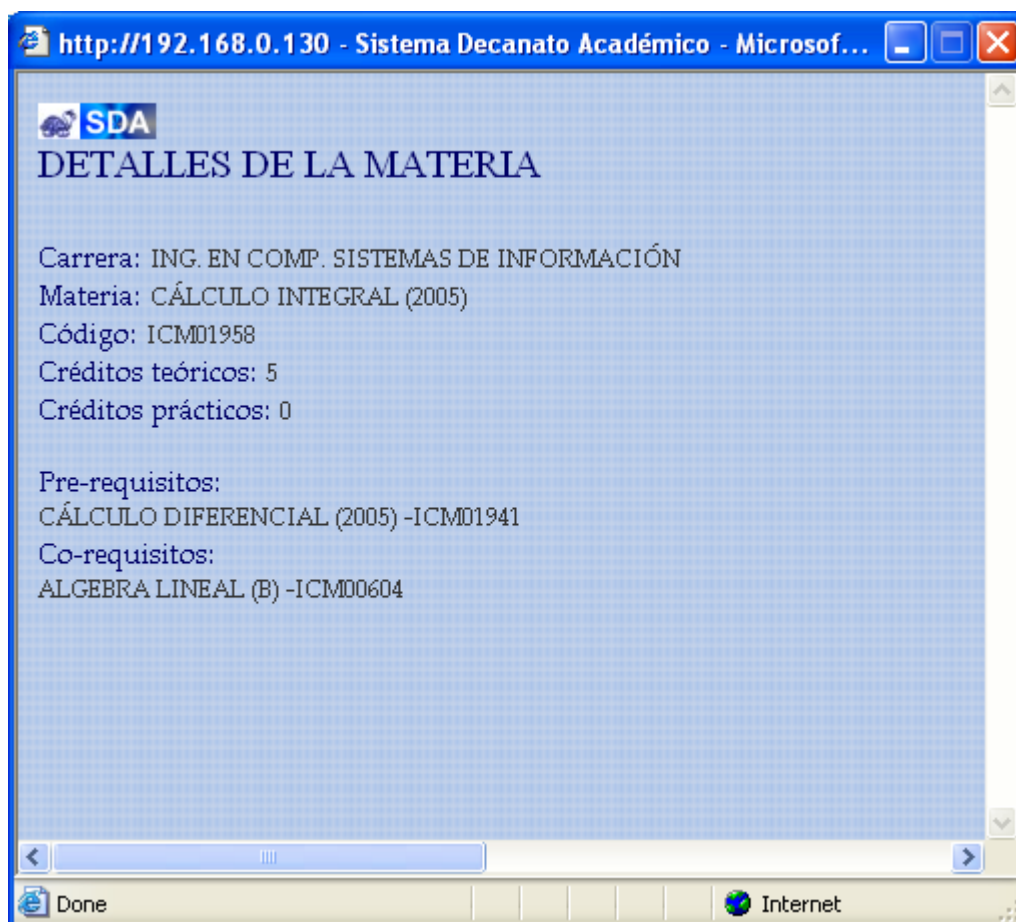 http://192.168.0.130 - Sistema Decanato Académico - Microsof...
SDA
DETALLES DE LA MATERIA
Carrera: ING. EN COMP. SISTEMAS DE INFORMACIÓN
Materia: CÁLCULO INTEGRAL (2005)
Código: ICM01958
Créditos teóricos: 5
Créditos prácticos: 0
Pre-requisitos:
CÁLCULO DIFERENCIAL (2005) -ICM01941
Co-requisitos:
ALGEBRA LINEAL (B) -ICM00604
Done Internet